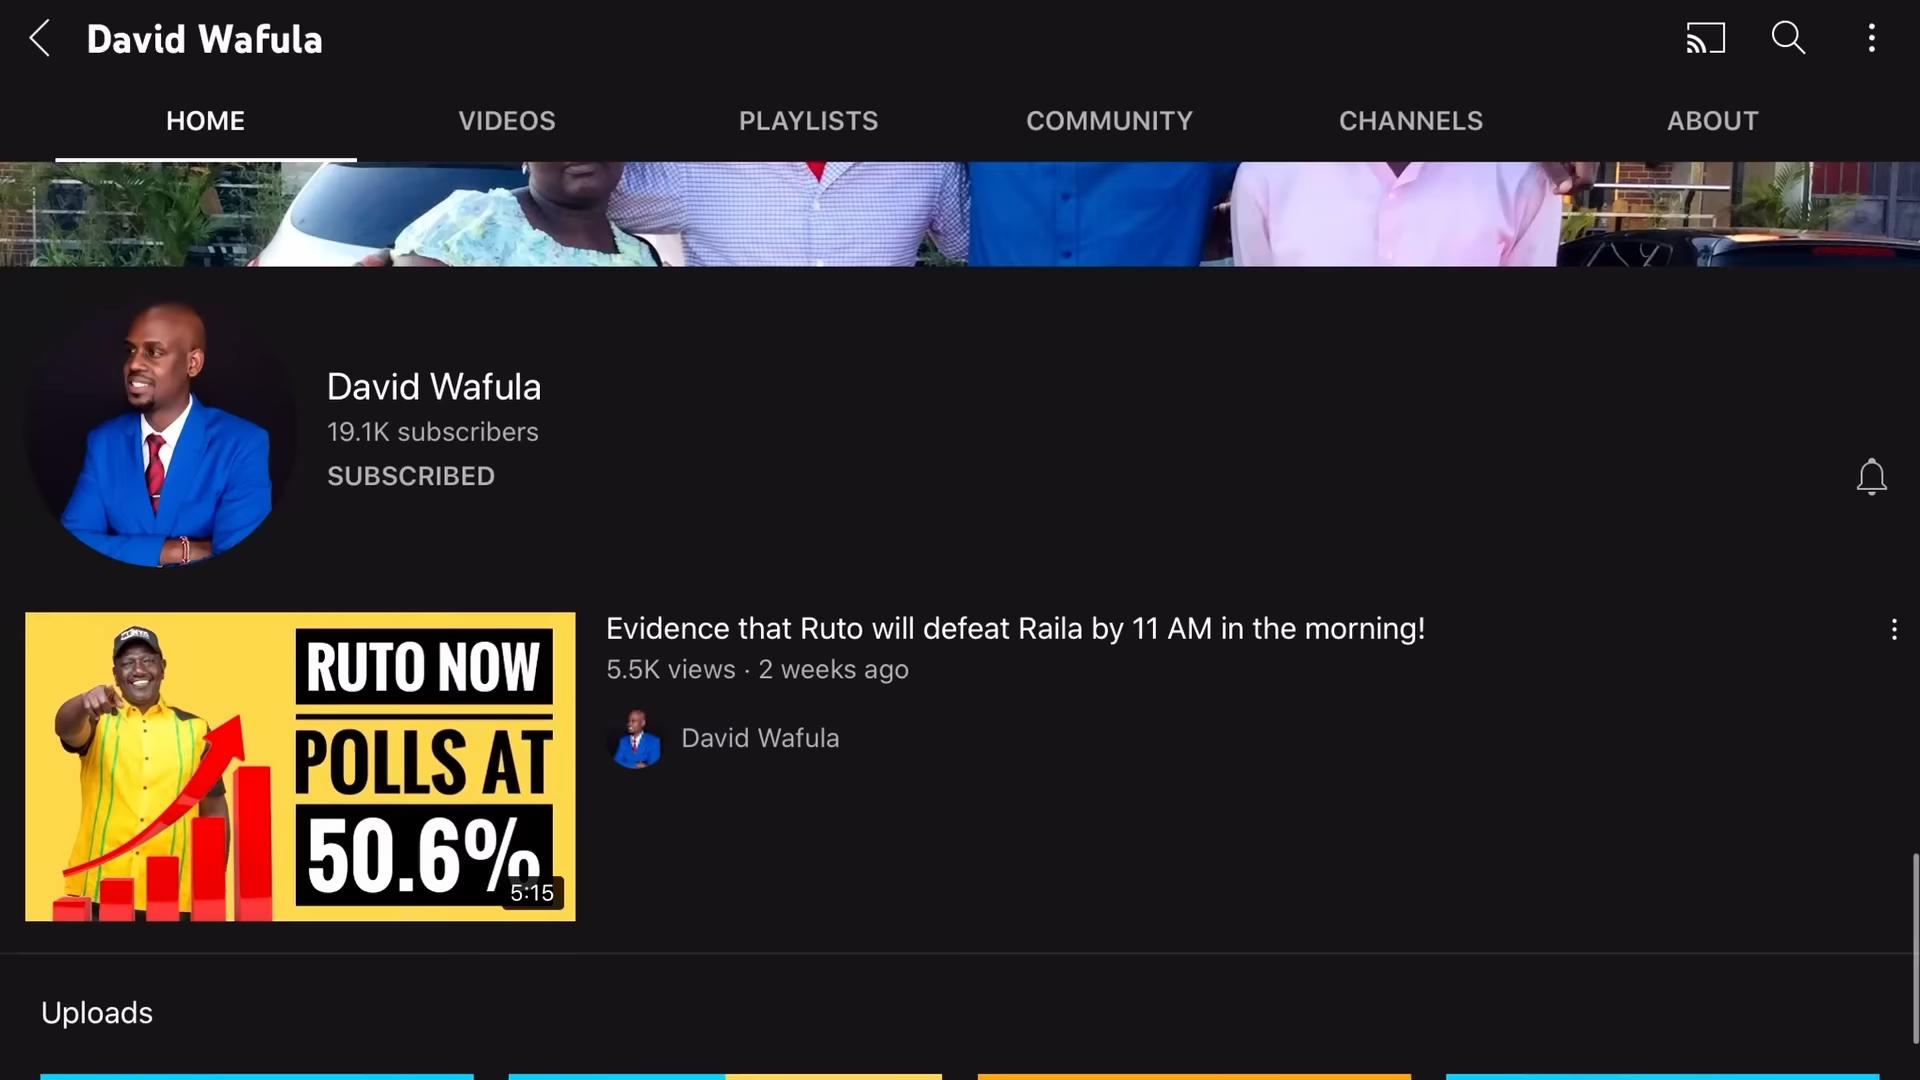 David Wafula
HOME
VIDEOS
PLAYLISTS
COMMUNITY
CHANNELS
ABOUT
David Wafula
19.1K subscribers
SUBSCRIBED
RUTO NOW
POLLS AT
50.6%
5:15
Evidence that Ruto will defeat Raila by 11 AM in the morning!
5.5K views · 2 weeks ago
David Wafula
Uploads